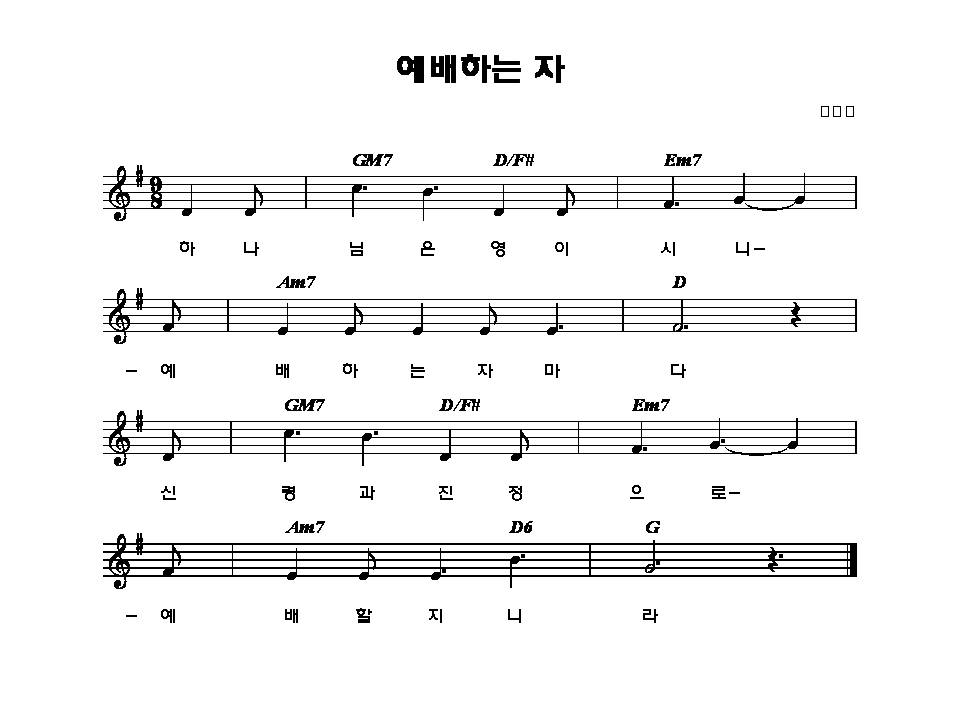 예배하는 자
GM7 D/F# Em7
9
8
하 나 님 은 영 이 시 니-
Am7 D
- 예 배 하 는 자 마 다
GM7 D/F# Em7
신 령 과 진 정 으 로-
Am7 D6 G
- 예 배 할 지 니 라